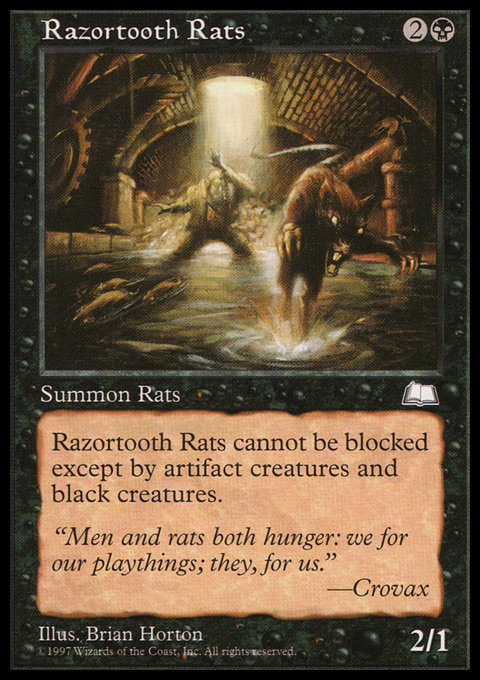 Razortooth Rats 2
Summon Rats
Razortooth Rats cannot be blocked
except by artifact creatures and
black creatures.
“Men and rats both hunger: we for
our playthings; they, for us.”
—Crovax
Illus. Brian Horton
©1997 Wizards of the Coast, Inc. All rights reserved.
2/1